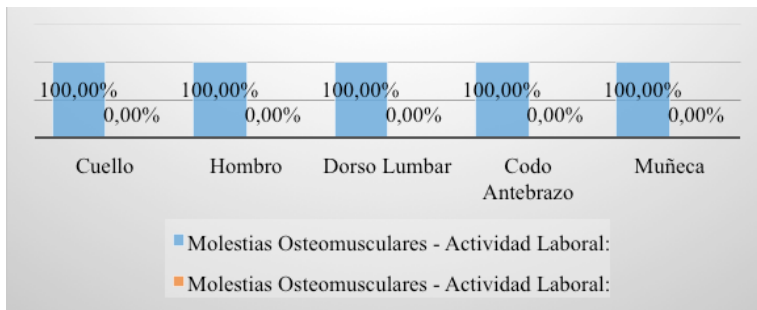 100,00% 100,00% 100,00% 100,00% 100,00%
0,00% 0,00% 0,00% 0,00% 0,00%
Cuello Hombro Dorso Lumbar Codo Muñeca
Antebrazo
Molestias Osteomusculares - Actividad Laboral:
Molestias Osteomusculares - Actividad Laboral: